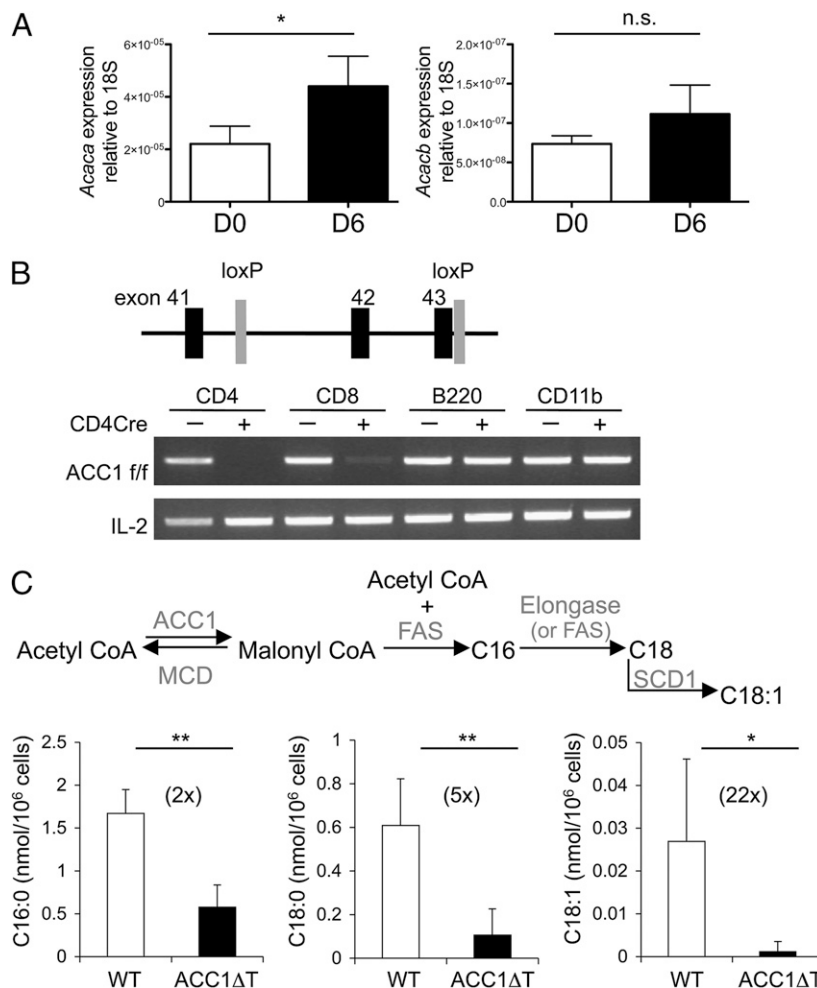 A
Acaca expression
relative to 18S
6×10⁻⁰⁵
4×10⁻⁰⁵
2×10⁻⁰⁵
0
*
D0 D6
Acacb expression
relative to 18S
2.0×10⁻⁰⁷
1.5×10⁻⁰⁷
1.0×10⁻⁰⁷
5.0×10⁻⁰⁸
0.0
n.s.
D0 D6
B
loxP loxP
exon 41 42 43
CD4 CD8 B220 CD11b
CD4Cre − + − + − + − +
ACC1 f/f
IL-2
C
Acetyl CoA
+
ACC1 FAS Elongase
(or FAS)
Acetyl CoA Malonyl CoA C16 C18
MCD SCD1
C18:1
C16:0 (nmol/10⁶ cells)
2.5
2
1.5
1
0.5
0
**
(2x)
WT ACC1ΔT
C18:0 (nmol/10⁶ cells)
1
0.8
0.6
0.4
0.2
0
**
(5x)
WT ACC1ΔT
C18:1 (nmol/10⁶ cells)
0.05
0.04
0.03
0.02
0.01
0
*
(22x)
WT ACC1ΔT